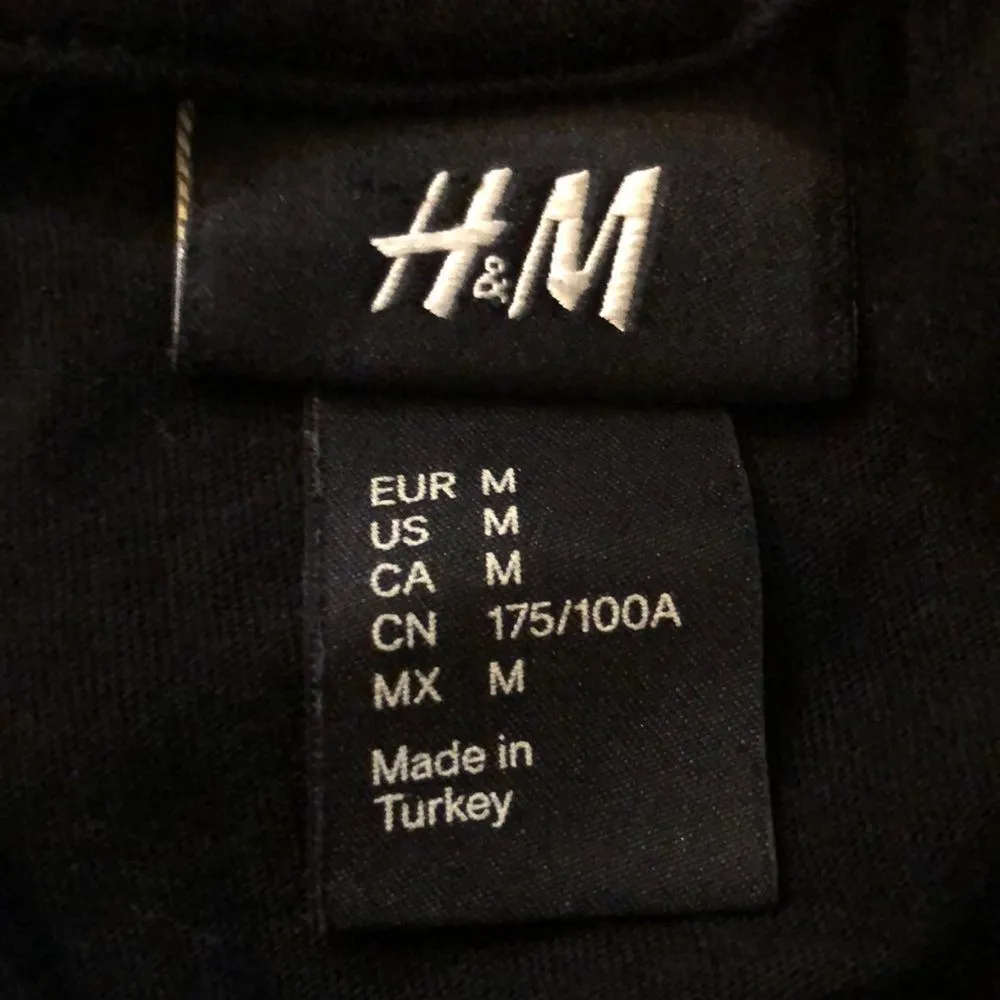 H&M
EUR M
US M
CA M
CN 175/100A
MX M
Made in
Turkey